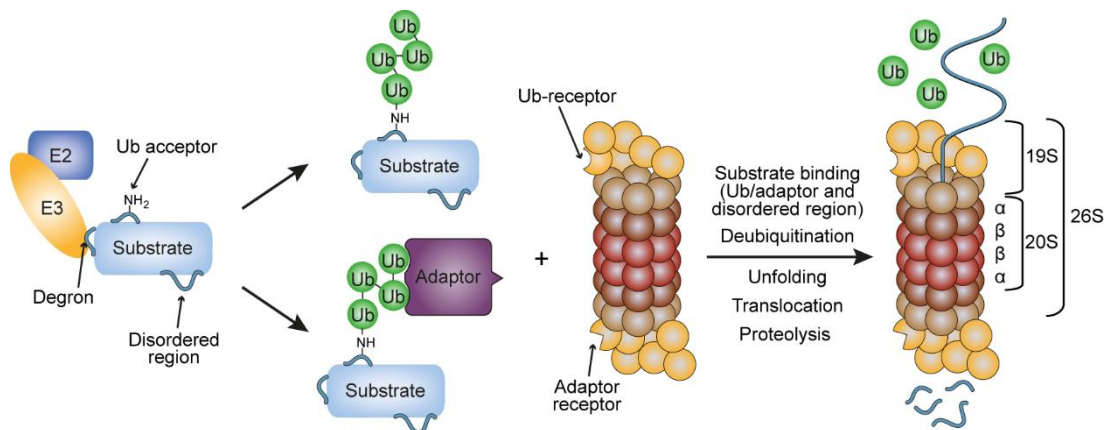 E2
E3
Ub acceptor
NH2
Substrate
Degron
Disordered
region
Ub
Ub
Ub
Ub
NH
Substrate
Ub
Ub
Ub
Ub
Adaptor
NH
Substrate
+
Ub-receptor
Adaptor
receptor
Substrate binding
(Ub/adaptor and
disordered region)
Deubiquitination
Unfolding
Translocation
Proteolysis
Ub
Ub
Ub
Ub
19S
α
β
β
α
20S
26S